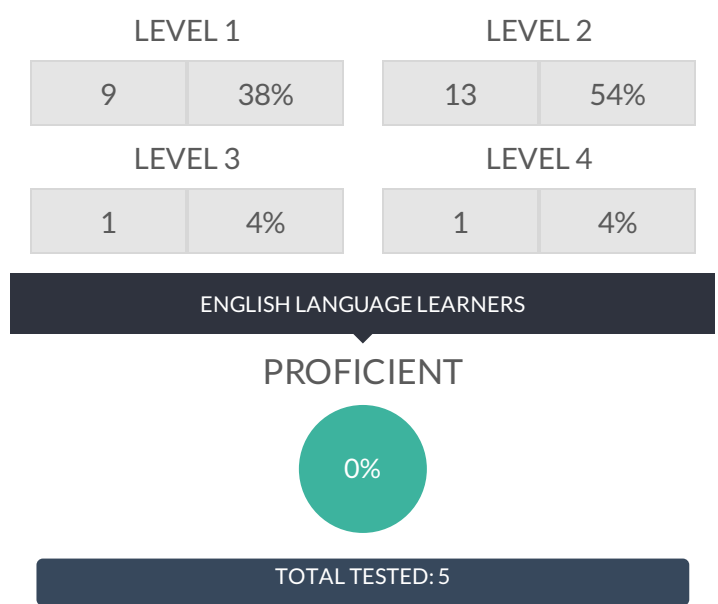 LEVEL 1 LEVEL 2
9 38% 13 54%
LEVEL 3 LEVEL 4
1 4% 1 4%
ENGLISH LANGUAGE LEARNERS
PROFICIENT
0%
TOTAL TESTED: 5